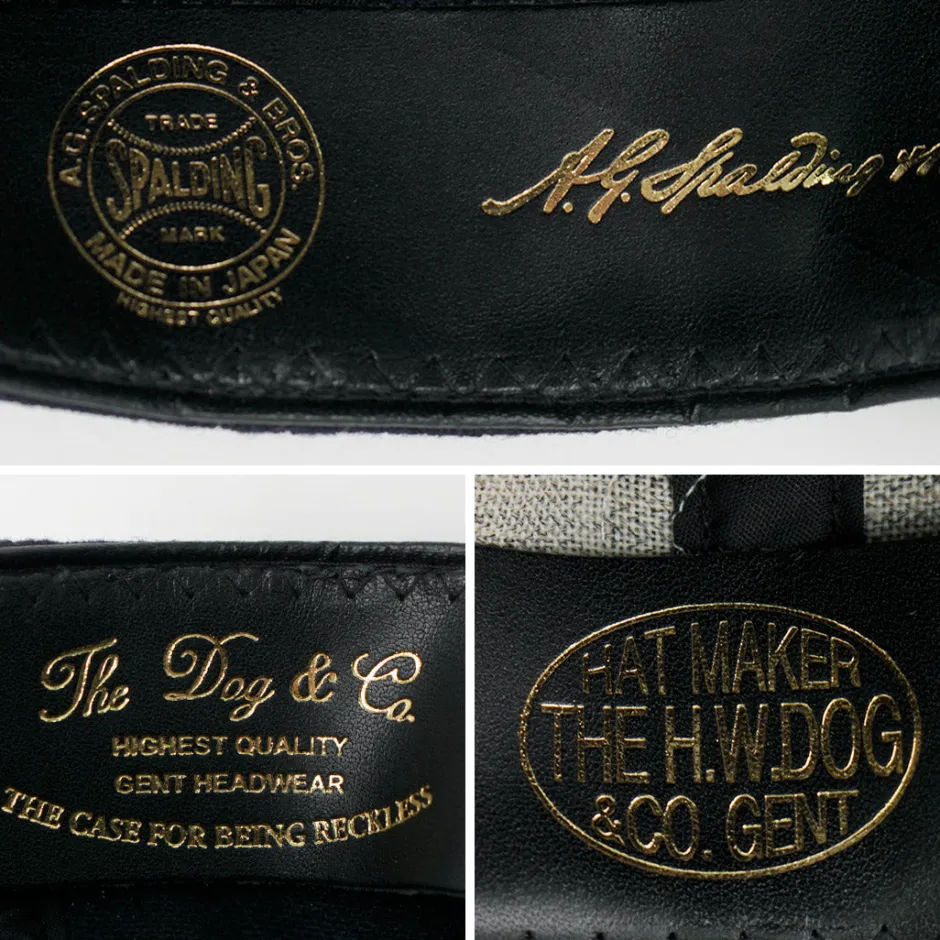 A.G. SPALDING & BROS.
TRADE
SPALDING
MARK
MADE IN JAPAN
HIGHEST QUALITY
A.G. Spalding
The Dog & Co.
HIGHEST QUALITY
GENT HEADWEAR
THE CASE FOR BEING RECKLESS
HAT MAKER
THE H.W.DOG
&CO. GENT